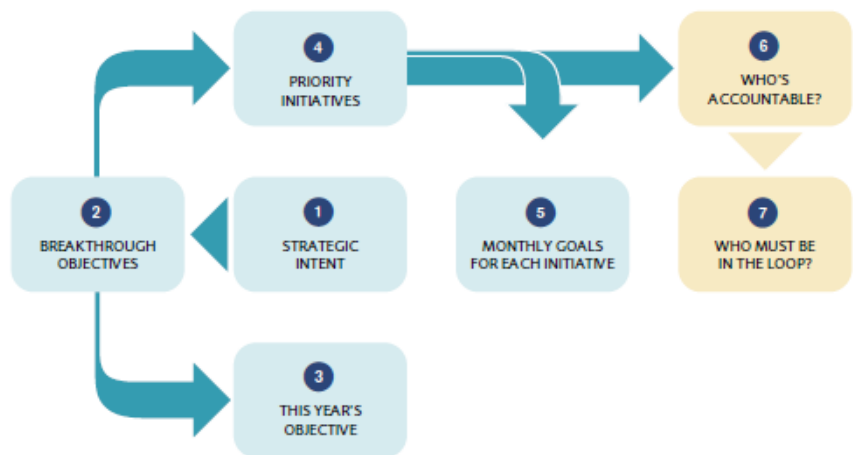 4
PRIORITY
INITIATIVES
6
WHO'S
ACCOUNTABLE?
2
BREAKTHROUGH
OBJECTIVES
1
STRATEGIC
INTENT
5
MONTHLY GOALS
FOR EACH INITIATIVE
7
WHO MUST BE
IN THE LOOP?
3
THIS YEAR'S
OBJECTIVE